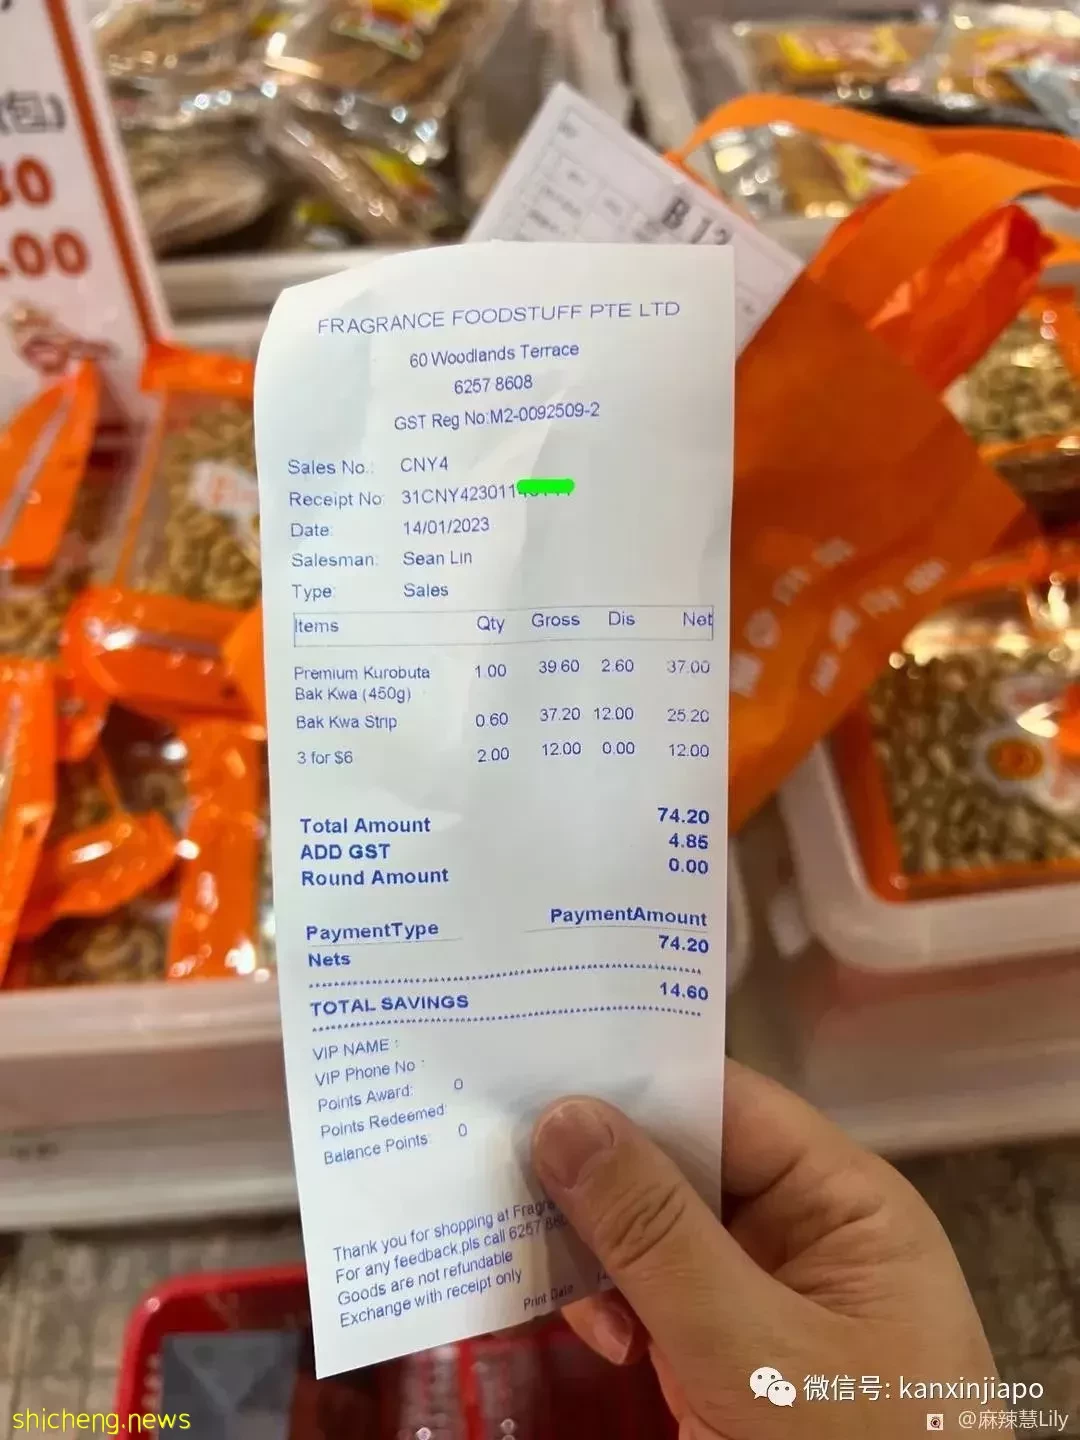 (包)
.00
B 12
FRAGRANCE FOODSTUFF PTE LTD
60 Woodlands Terrace
6257 8608
GST Reg No:M2-0092509-2
Sales No.: CNY4
Receipt No: 31CNY423011
Date: 14/01/2023
Salesman: Sean Lin
Type: Sales
Items Qty Gross Dis Net
Premium Kurobuta 1.00 39.60 2.60 37.00
Bak Kwa (450g)
Bak Kwa Strip 0.60 37.20 12.00 25.20
3 for $6 2.00 12.00 0.00 12.00
Total Amount 74.20
ADD GST 4.85
Round Amount 0.00
PaymentType PaymentAmount
Nets 74.20
TOTAL SAVINGS 14.60
VIP NAME :
VIP Phone No :
Points Award: 0
Points Redeemed:
Balance Points: 0
Thank you for shopping at
For any feedback,pls call 6257
Goods are not refundable
Exchange with receipt only
Print Date
微信号: kanxinjiapo
shicheng.news
@麻辣慧Lily